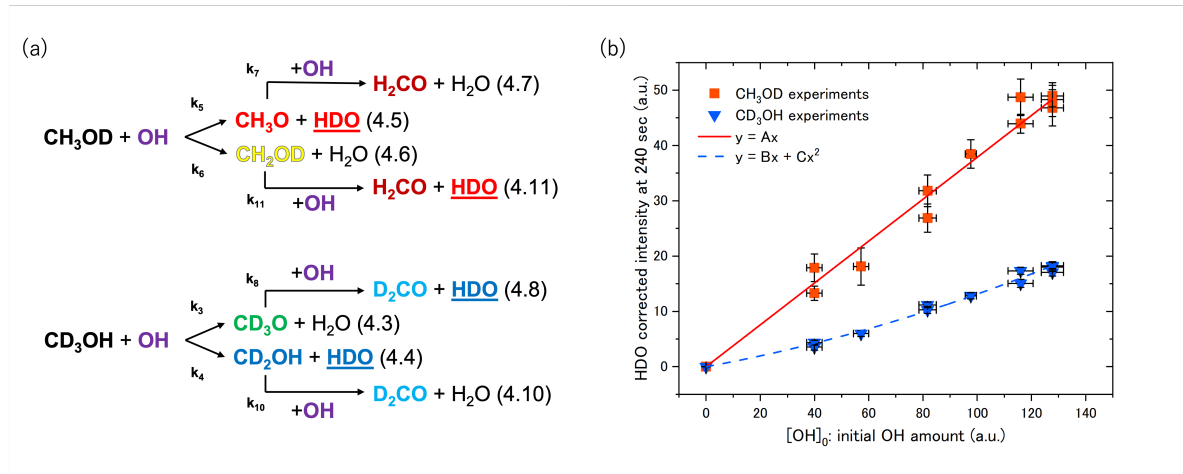 (a)
k₇
+OH
H₂CO + H₂O (4.7)
k₅
CH₃O + HDO (4.5)
CH₃OD + OH
CH₂OD + H₂O (4.6)
k₆
H₂CO + HDO (4.11)
k₁₁
+OH
k₈
+OH
D₂CO + HDO (4.8)
k₃
CD₃O + H₂O (4.3)
CD₃OH + OH
CD₂OH + HDO (4.4)
k₄
D₂CO + H₂O (4.10)
k₁₀
+OH
(b)
HDO corrected intensity at 240 sec (a.u.)
50
40
30
20
10
0
CH₃OD experiments
CD₃OH experiments
y = Ax
y = Bx + Cx²
0 20 40 60 80 100 120 140
[OH]₀: initial OH amount (a.u.)